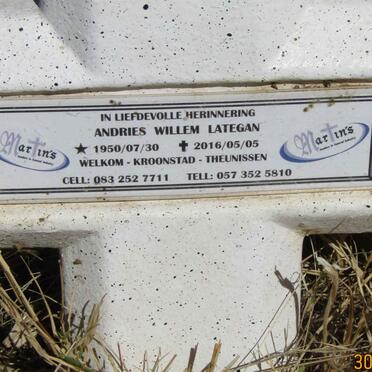 IN LIEFDEVOLLE HERINNERING
ANDRIES WILLEM LATEGAN
1950/07/30 2016/05/05
WELKOM - KROONSTAD - THEUNISSEN
CELL: 083 252 7711 TELL: 057 352 5810
Martin's
Martin's
30